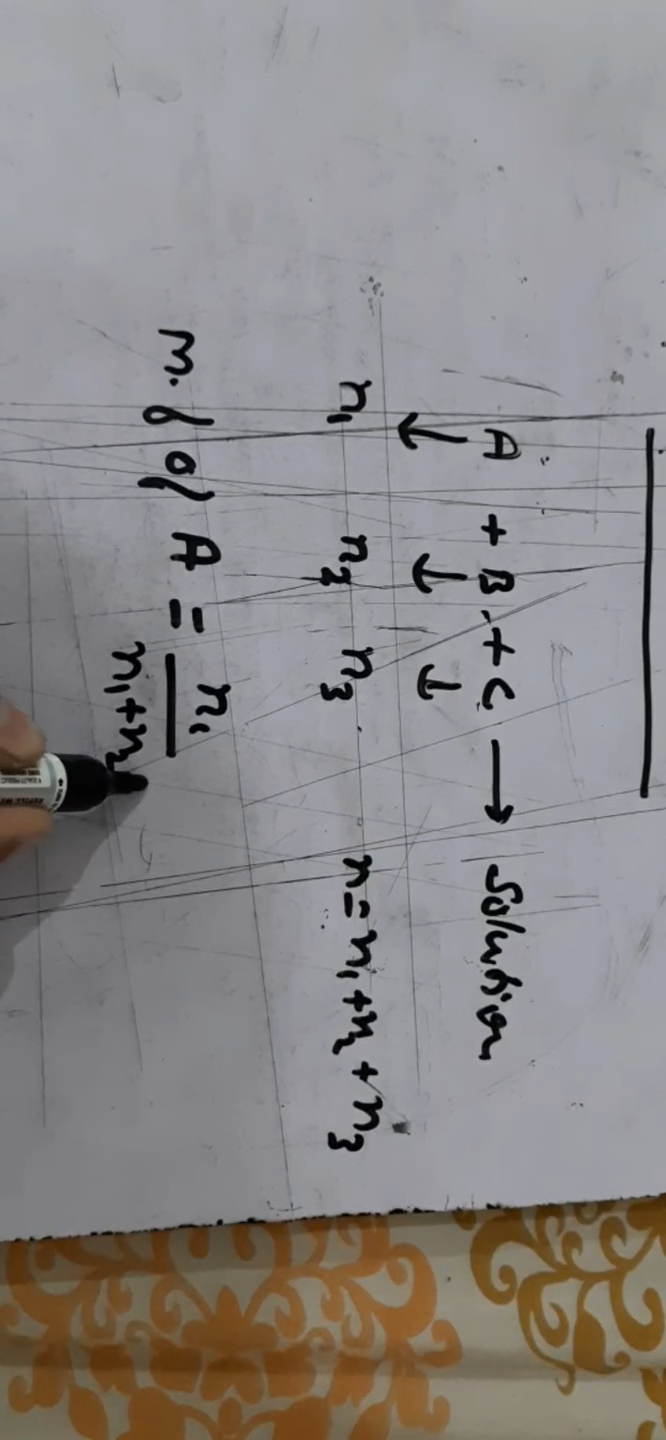 A + B + C → Solution
↓ ↓ ↓
n₁ n₂ n₃ n = n₁ + n₂ + n₃
m.f of A = n₁
n₁ + n₂